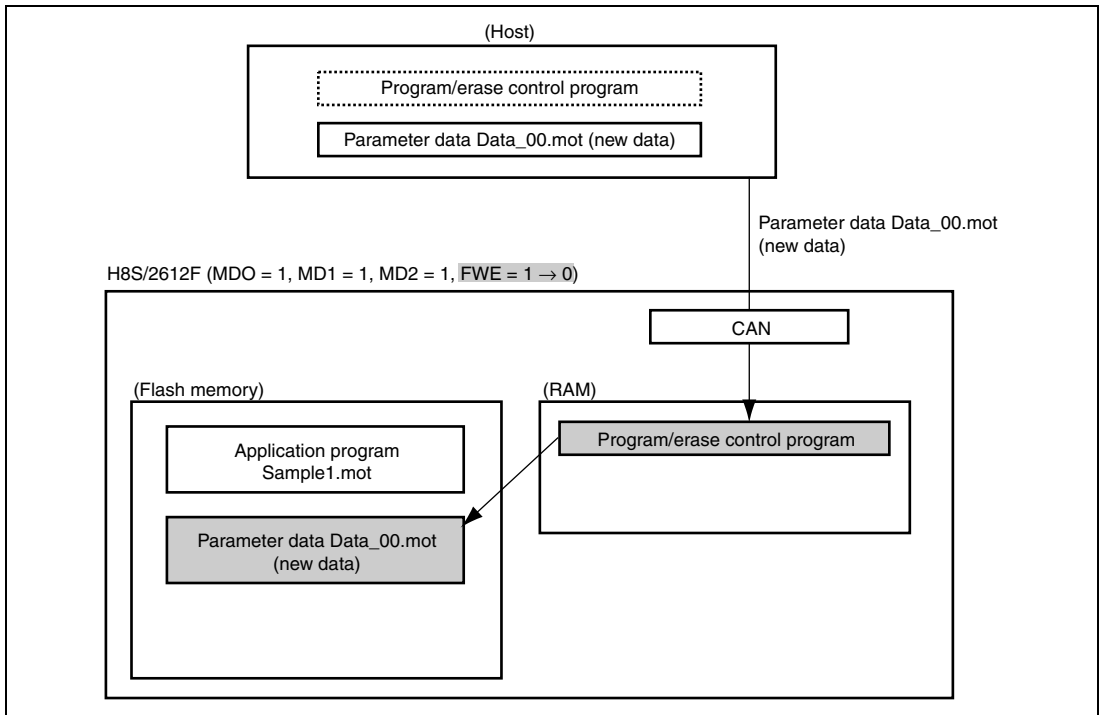 (Host)
Program/erase control program
Parameter data Data_00.mot (new data)
Parameter data Data_00.mot
(new data)
H8S/2612F (MDO = 1, MD1 = 1, MD2 = 1, FWE = 1 → 0)
CAN
(Flash memory)
(RAM)
Application program
Sample1.mot
Program/erase control program
Parameter data Data_00.mot
(new data)